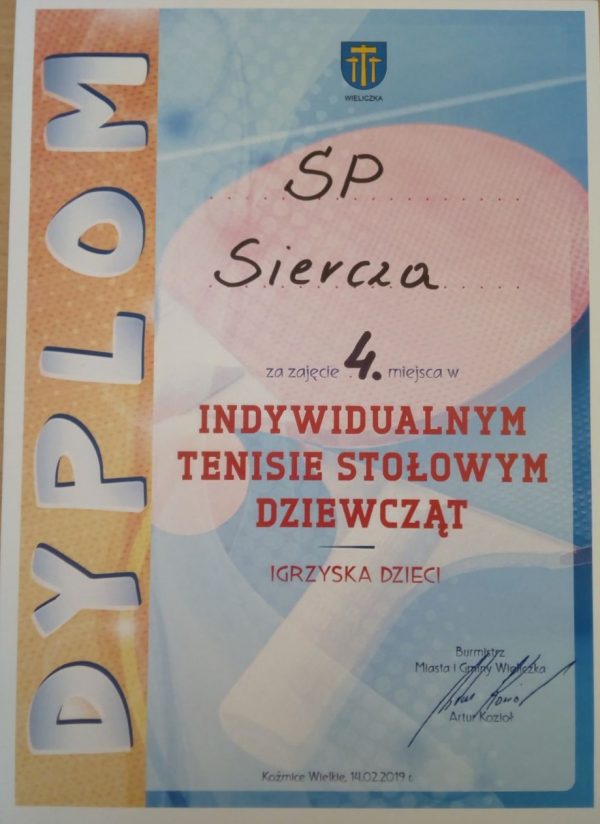 DYPLOM
WIELICZKA
SP
Siercza
za zajęcie 4. miejsca w
INDYWIDUALNYM
TENISIE STOŁOWYM
DZIEWCZĄT
IGRZYSKA DZIECI
Burmistrz
Miasta i Gminy Wieliczka
Artur Kozioł
Koźmice Wielkie, 14.02.2019 r.